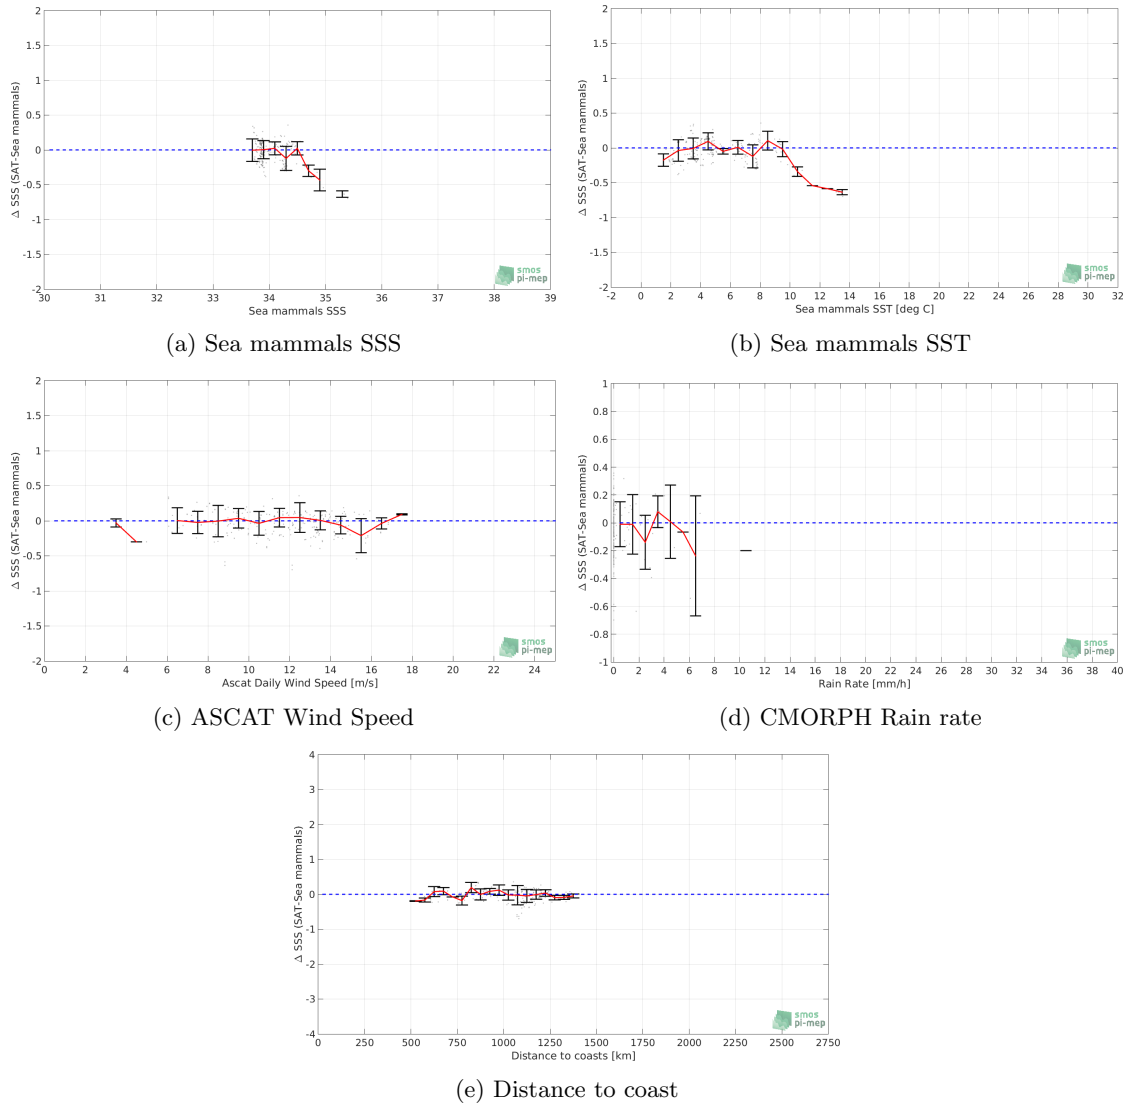 2
1.5
1
0.5
0
-0.5
-1
-1.5
-2
Δ SSS (SAT-Sea mammals)
30 31 32 33 34 35 36 37 38 39
Sea mammals SSS
smos
pi-mep
(a) Sea mammals SSS
2
1.5
1
0.5
0
-0.5
-1
-1.5
-2
Δ SSS (SAT-Sea mammals)
-2 0 2 4 6 8 10 12 14 16 18 20 22 24 26 28 30 32
Sea mammals SST [deg C]
smos
pi-mep
(b) Sea mammals SST
2
1.5
1
0.5
0
-0.5
-1
-1.5
-2
Δ SSS (SAT-Sea mammals)
0 2 4 6 8 10 12 14 16 18 20 22 24
Ascat Daily Wind Speed [m/s]
smos
pi-mep
(c) ASCAT Wind Speed
1
0.8
0.6
0.4
0.2
0
-0.2
-0.4
-0.6
-0.8
-1
Δ SSS (SAT-Sea mammals)
0 2 4 6 8 10 12 14 16 18 20 22 24 26 28 30 32 34 36 38 40
Rain Rate [mm/h]
smos
pi-mep
(d) CMORPH Rain rate
4
3
2
1
0
-1
-2
-3
-4
Δ SSS (SAT-Sea mammals)
0 250 500 750 1000 1250 1500 1750 2000 2250 2500 2750
Distance to coasts [km]
smos
pi-mep
(e) Distance to coast